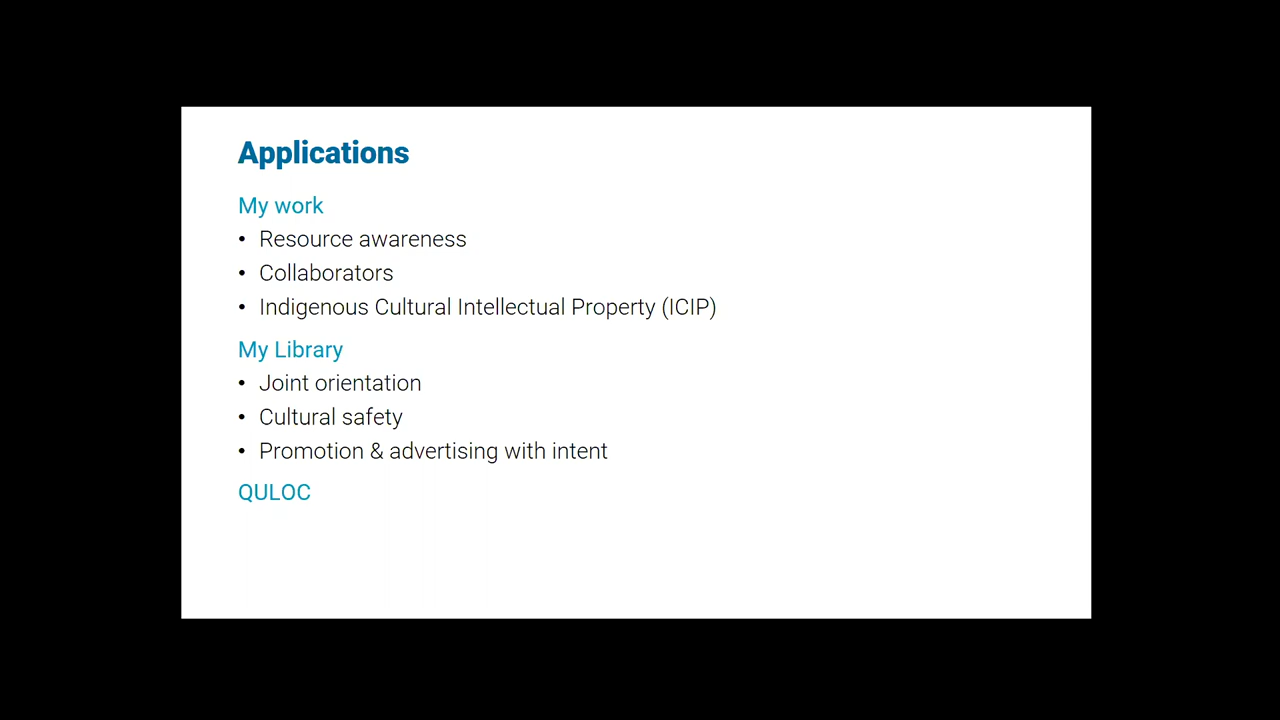 Applications
My work
• Resource awareness
• Collaborators
• Indigenous Cultural Intellectual Property (ICIP)
My Library
• Joint orientation
• Cultural safety
• Promotion & advertising with intent
QULOC